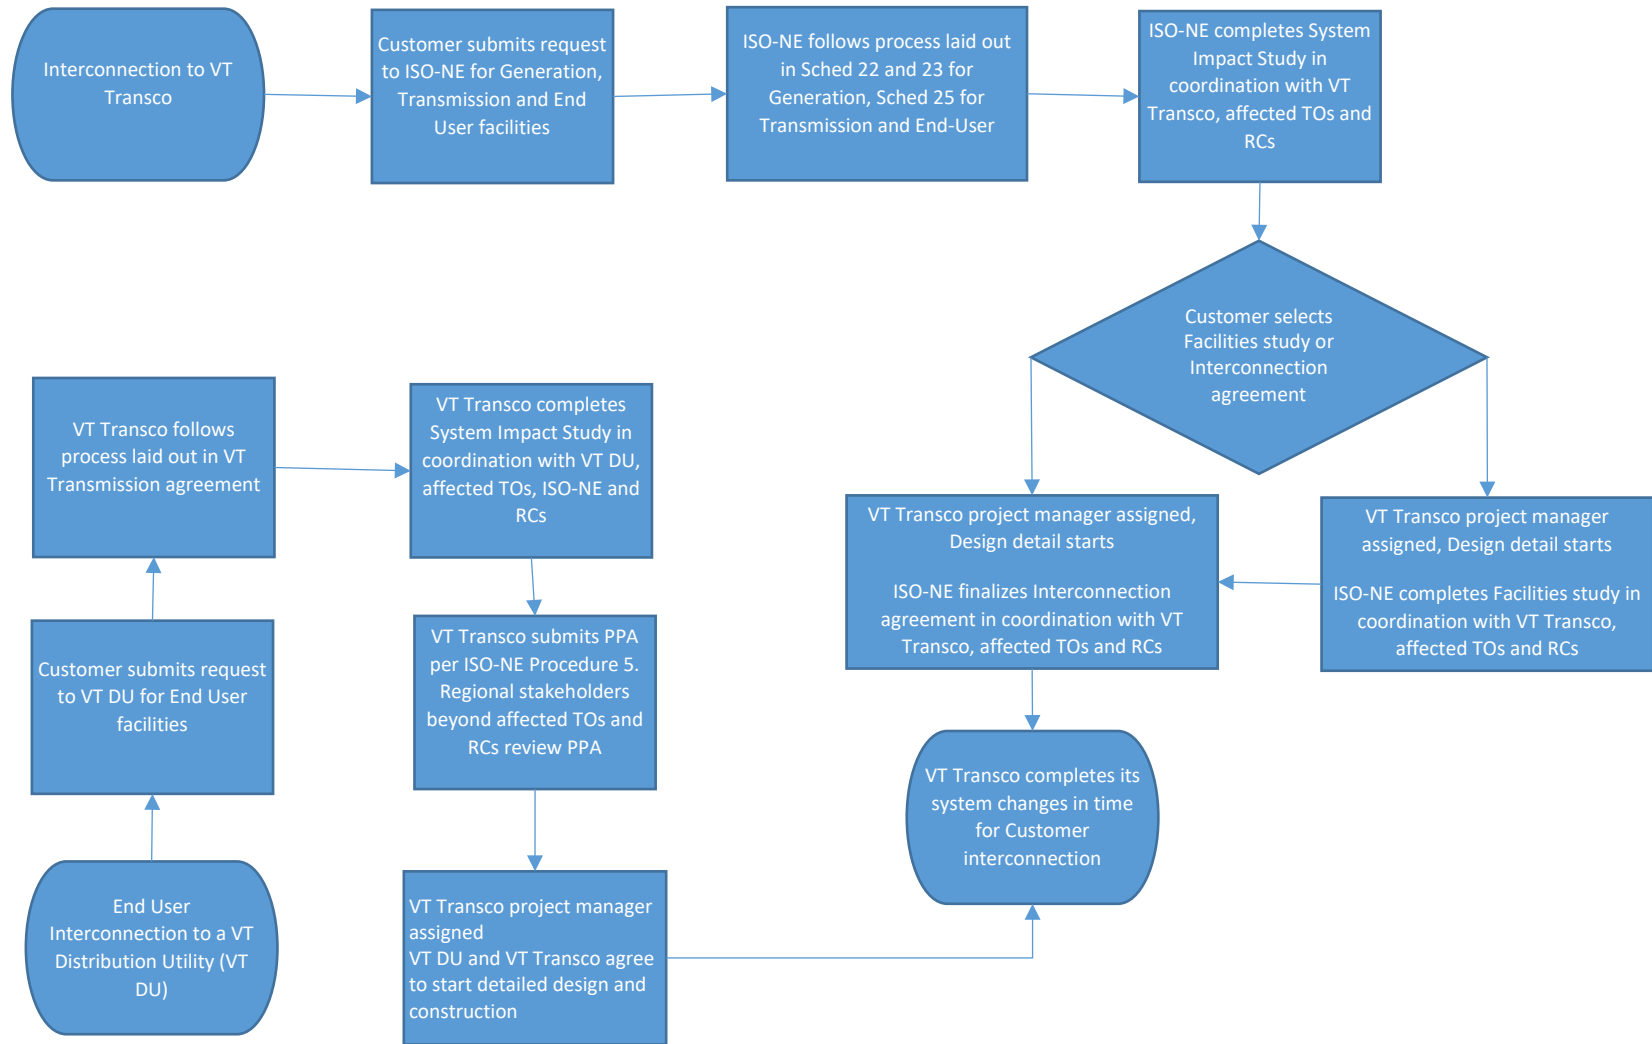 Interconnection to VT
Transco
Customer submits request
to ISO-NE for Generation,
Transmission and End
User facilities
ISO-NE follows process laid out
in Sched 22 and 23 for
Generation, Sched 25 for
Transmission and End-User
ISO-NE completes System
Impact Study in
coordination with VT
Transco, affected TOs and
RCs
Customer selects
Facilities study or
Interconnection
agreement
VT Transco project manager assigned,
Design detail starts
ISO-NE finalizes Interconnection
agreement in coordination with VT
Transco, affected TOs and RCs
VT Transco project manager
assigned, Design detail starts
ISO-NE completes Facilities study in
coordination with VT Transco,
affected TOs and RCs
VT Transco completes its
system changes in time
for Customer
interconnection
End User
Interconnection to a VT
Distribution Utility (VT
DU)
Customer submits request
to VT DU for End User
facilities
VT Transco follows
process laid out in VT
Transmission agreement
VT Transco completes
System Impact Study in
coordination with VT DU,
affected TOs, ISO-NE and
RCs
VT Transco submits PPA
per ISO-NE Procedure 5.
Regional stakeholders
beyond affected TOs and
RCs review PPA
VT Transco project manager
assigned
VT DU and VT Transco agree
to start detailed design and
construction